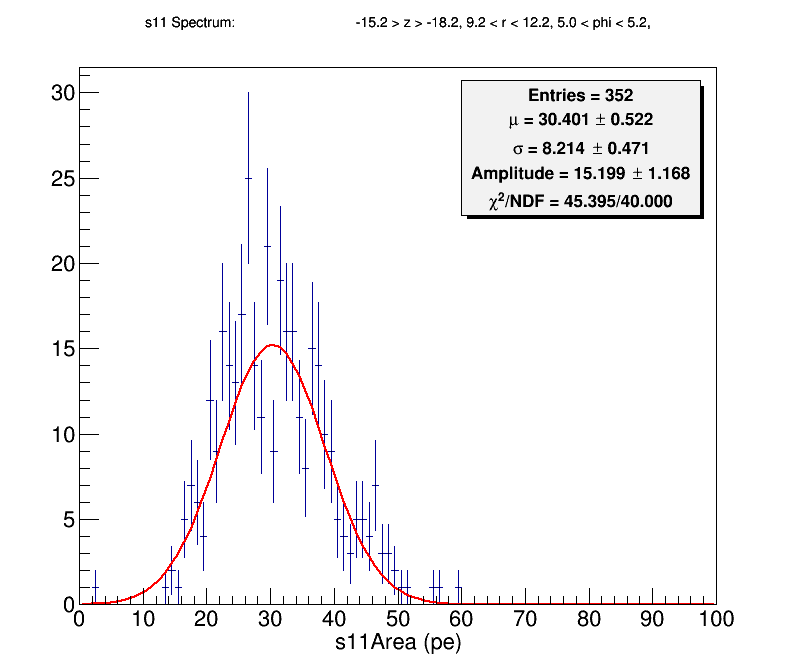 s11 Spectrum: -15.2 > z > -18.2, 9.2 < r < 12.2, 5.0 < phi < 5.2,
Entries = 352
μ = 30.401 ± 0.522
σ = 8.214 ± 0.471
Amplitude = 15.199 ± 1.168
χ²/NDF = 45.395/40.000
30
25
20
15
10
5
0
0 10 20 30 40 50 60 70 80 90 100
s11Area (pe)